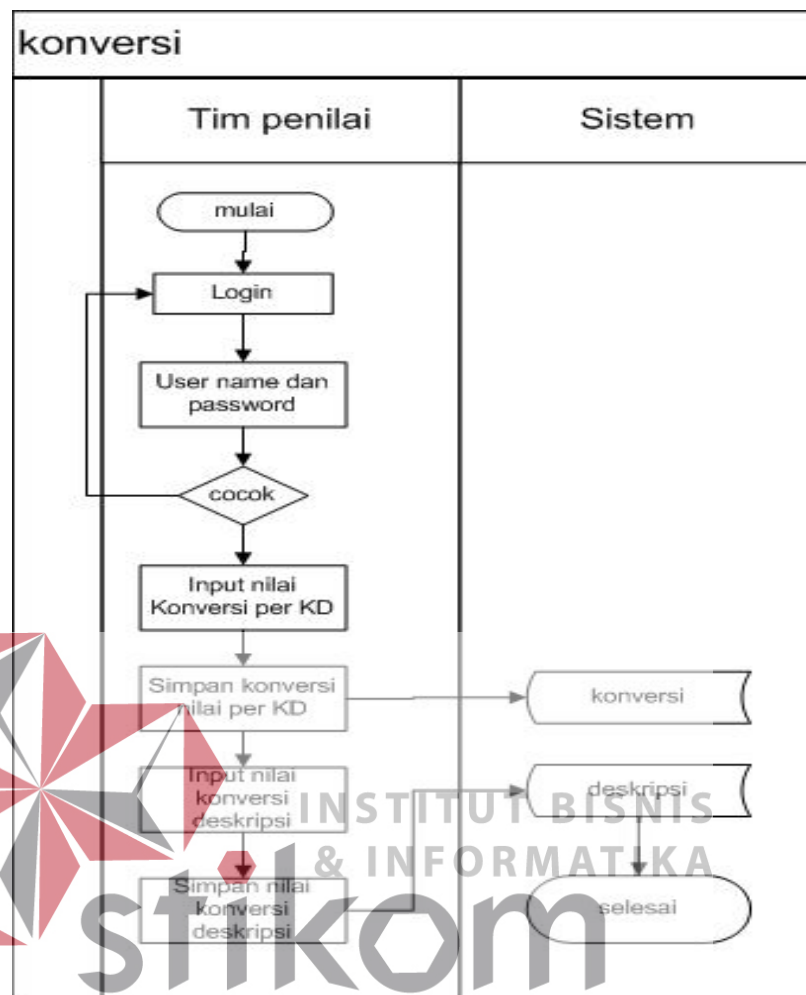 konversi
Tim penilai
Sistem
mulai
Login
User name dan
password
cocok
Input nilai
Konversi per KD
Simpan konversi
nilai per KD
konversi
Input nilai
konversi
deskripsi
deskripsi
Simpan nilai
konversi
deskripsi
selesai
INSTITUT BISNIS
& INFORMATIKA
stikom